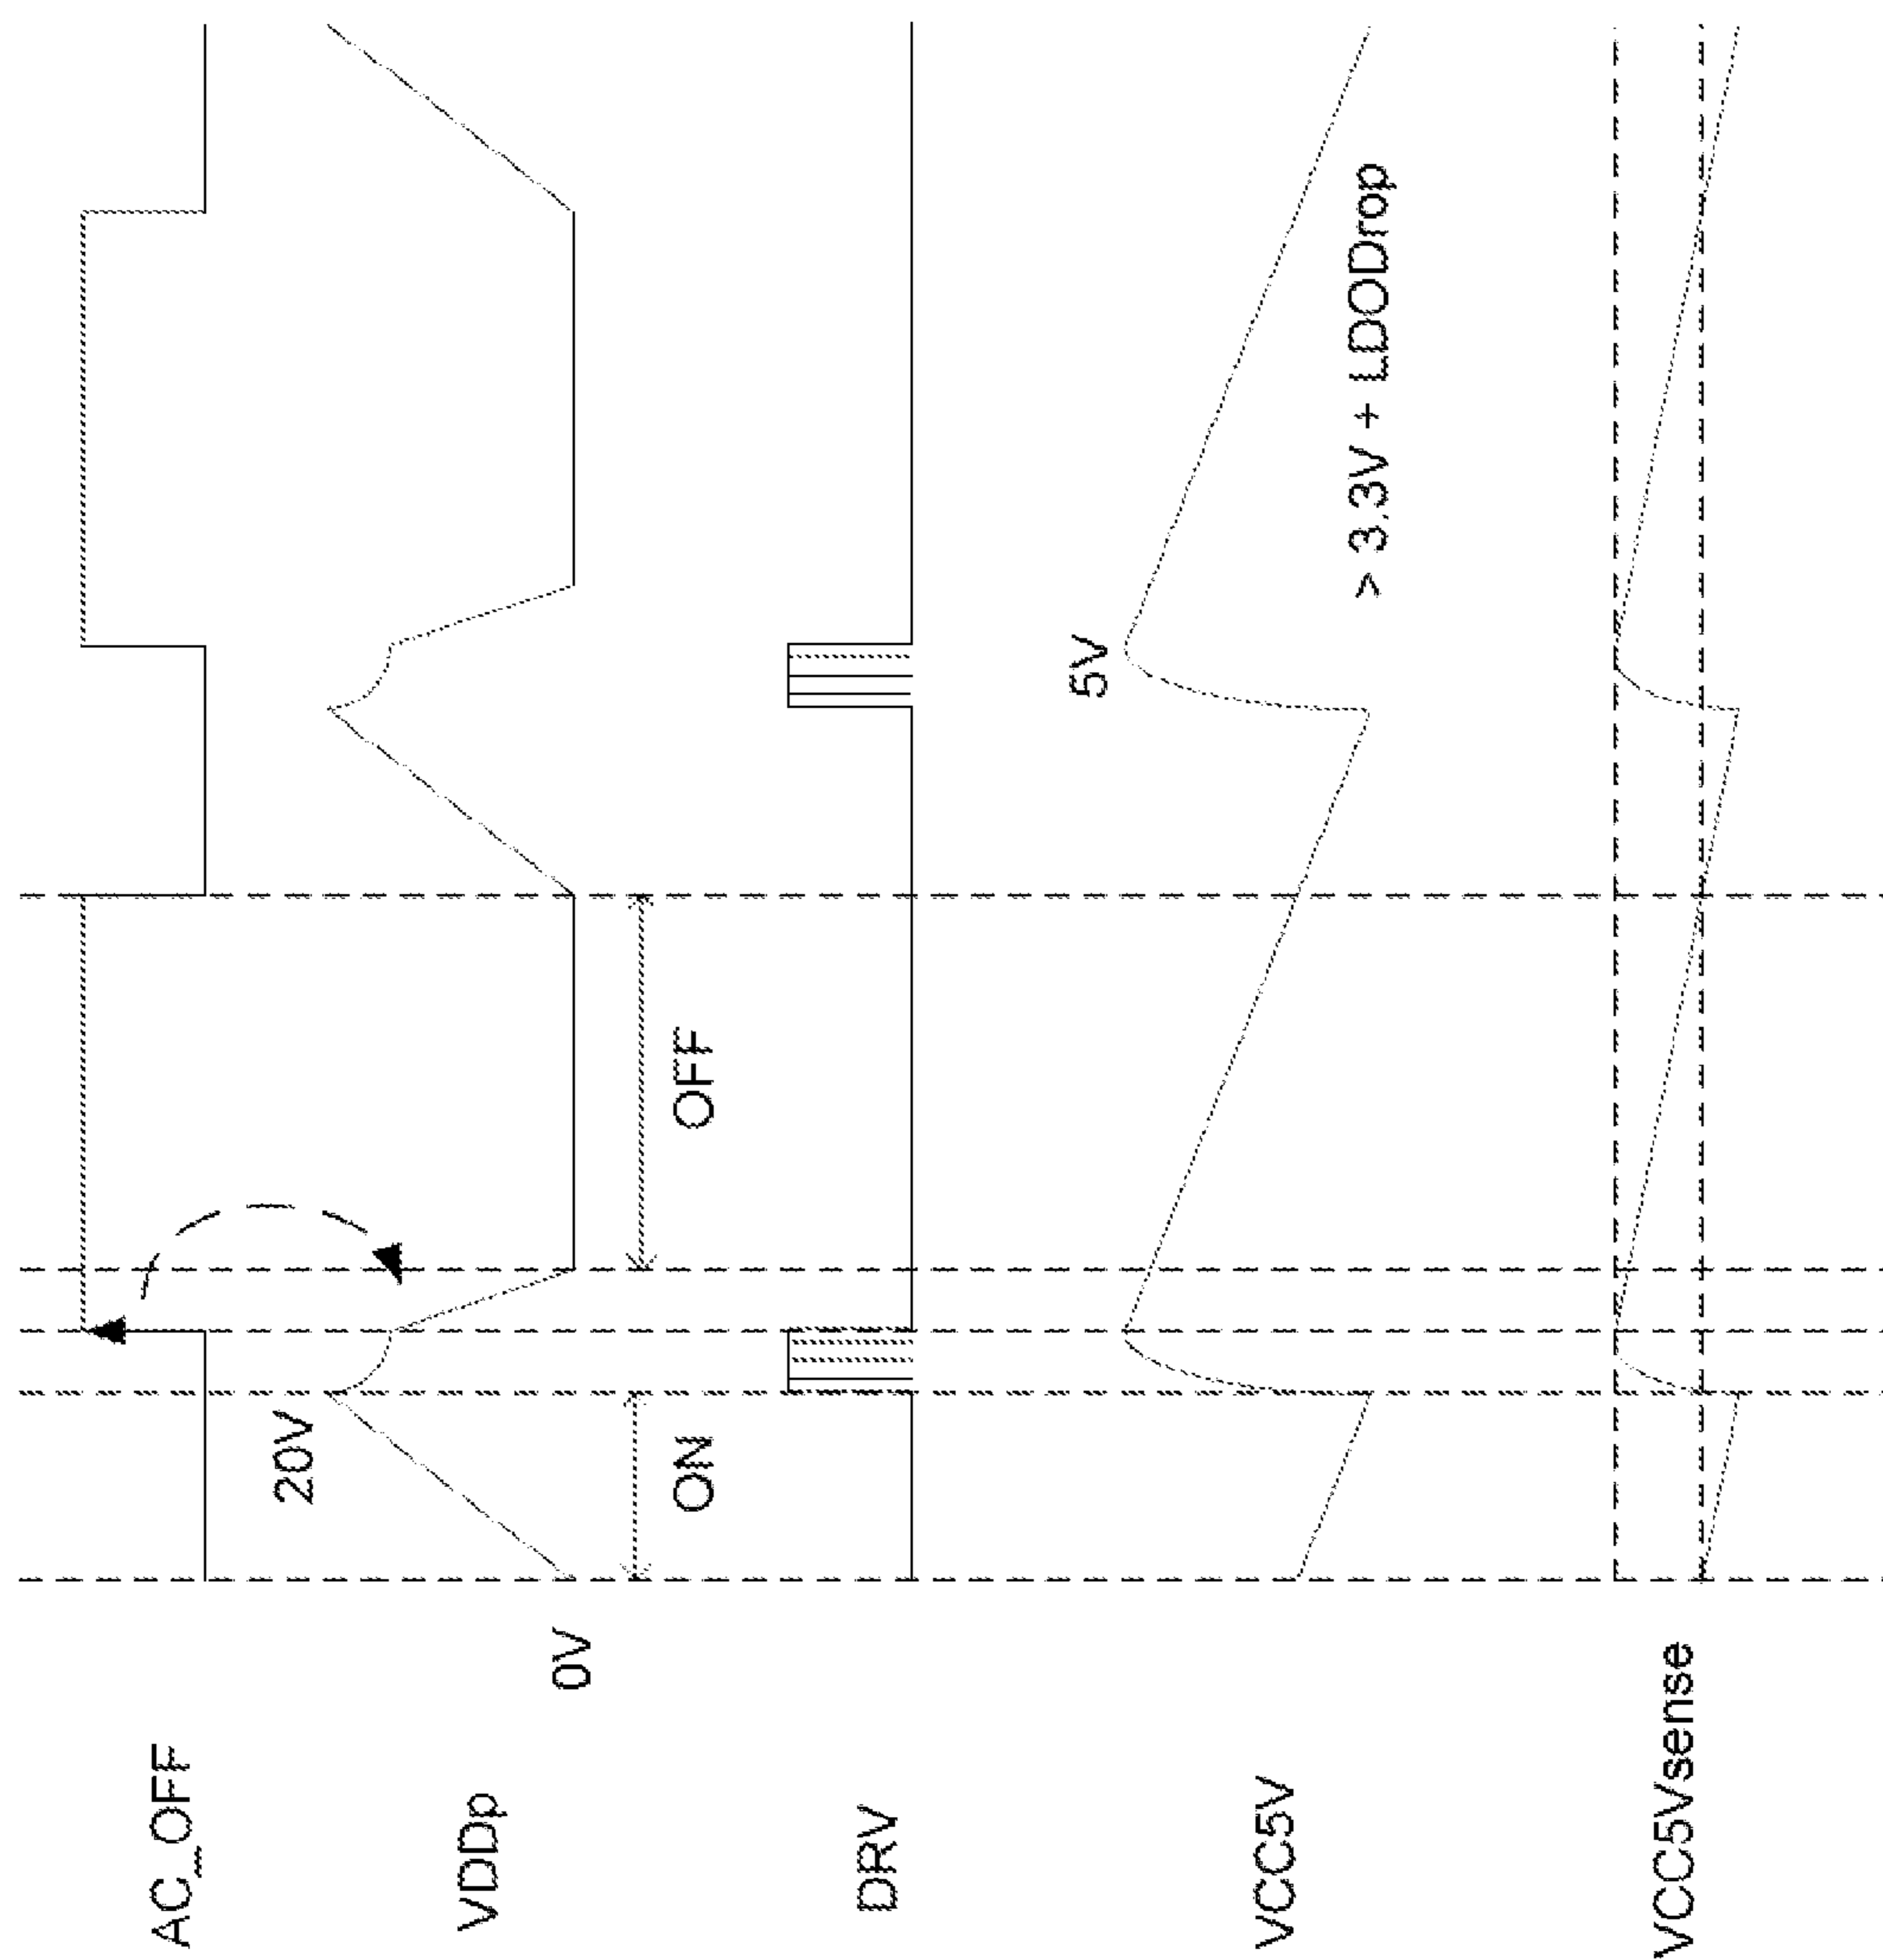 AC_OFF
20V
VDDp
0V
ON
OFF
DRV
5V
VCC5V
> 3.3V + LDODrop
VCC5Vsense